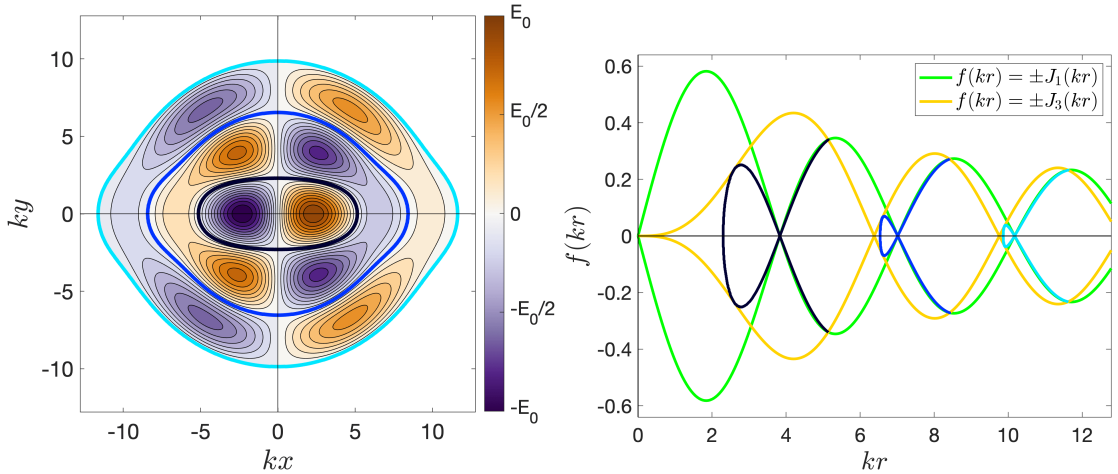 10
5
0
-5
-10
ky
-10
-5
0
5
10
kx
E₀
E₀/2
0
-E₀/2
-E₀
0.6
0.4
0.2
0
-0.2
-0.4
-0.6
f(kr)
f(kr) = ±J₁(kr)
f(kr) = ±J₃(kr)
0
2
4
6
8
10
12
kr